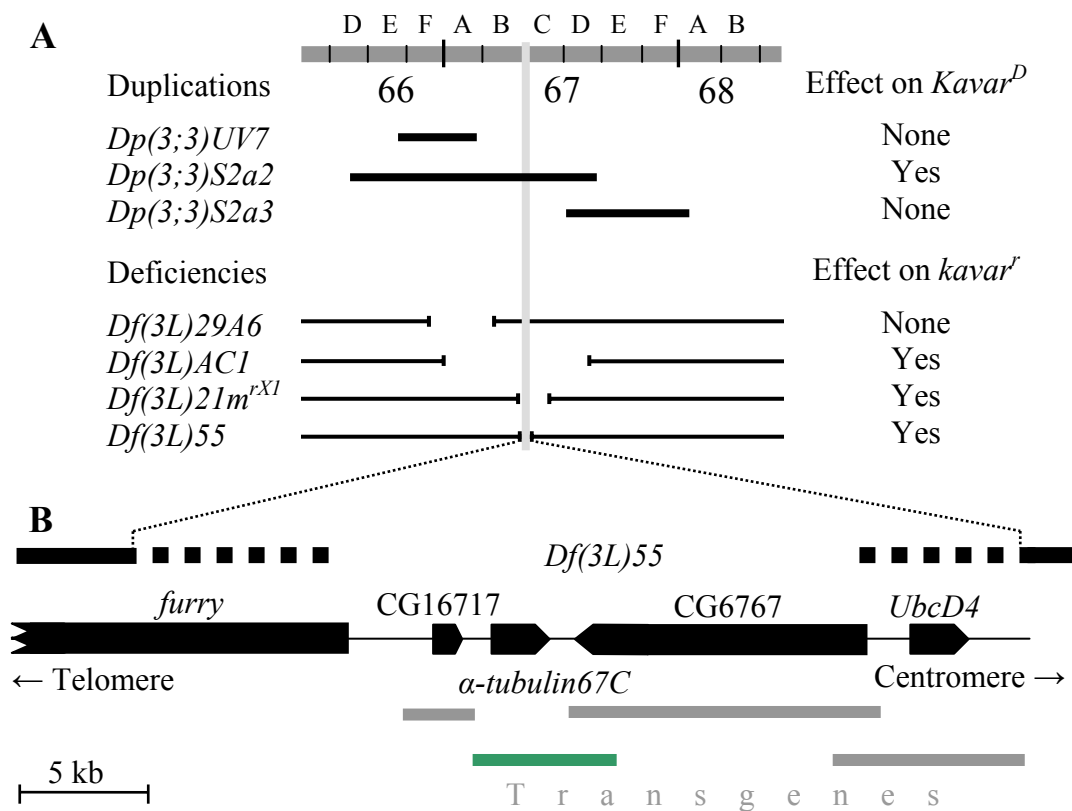 A
D E F A B C D E F A B
Duplications 66 67 68 Effect on Kavar^D
Dp(3;3)UV7 None
Dp(3;3)S2a2 Yes
Dp(3;3)S2a3 None
Deficiencies Effect on kavar^r
Df(3L)29A6 None
Df(3L)AC1 Yes
Df(3L)21m^rX1 Yes
Df(3L)55 Yes
B
Df(3L)55
furry CG16717 CG6767 UbcD4
← Telomere α-tubulin67C Centromere →
5 kb
Transgenes